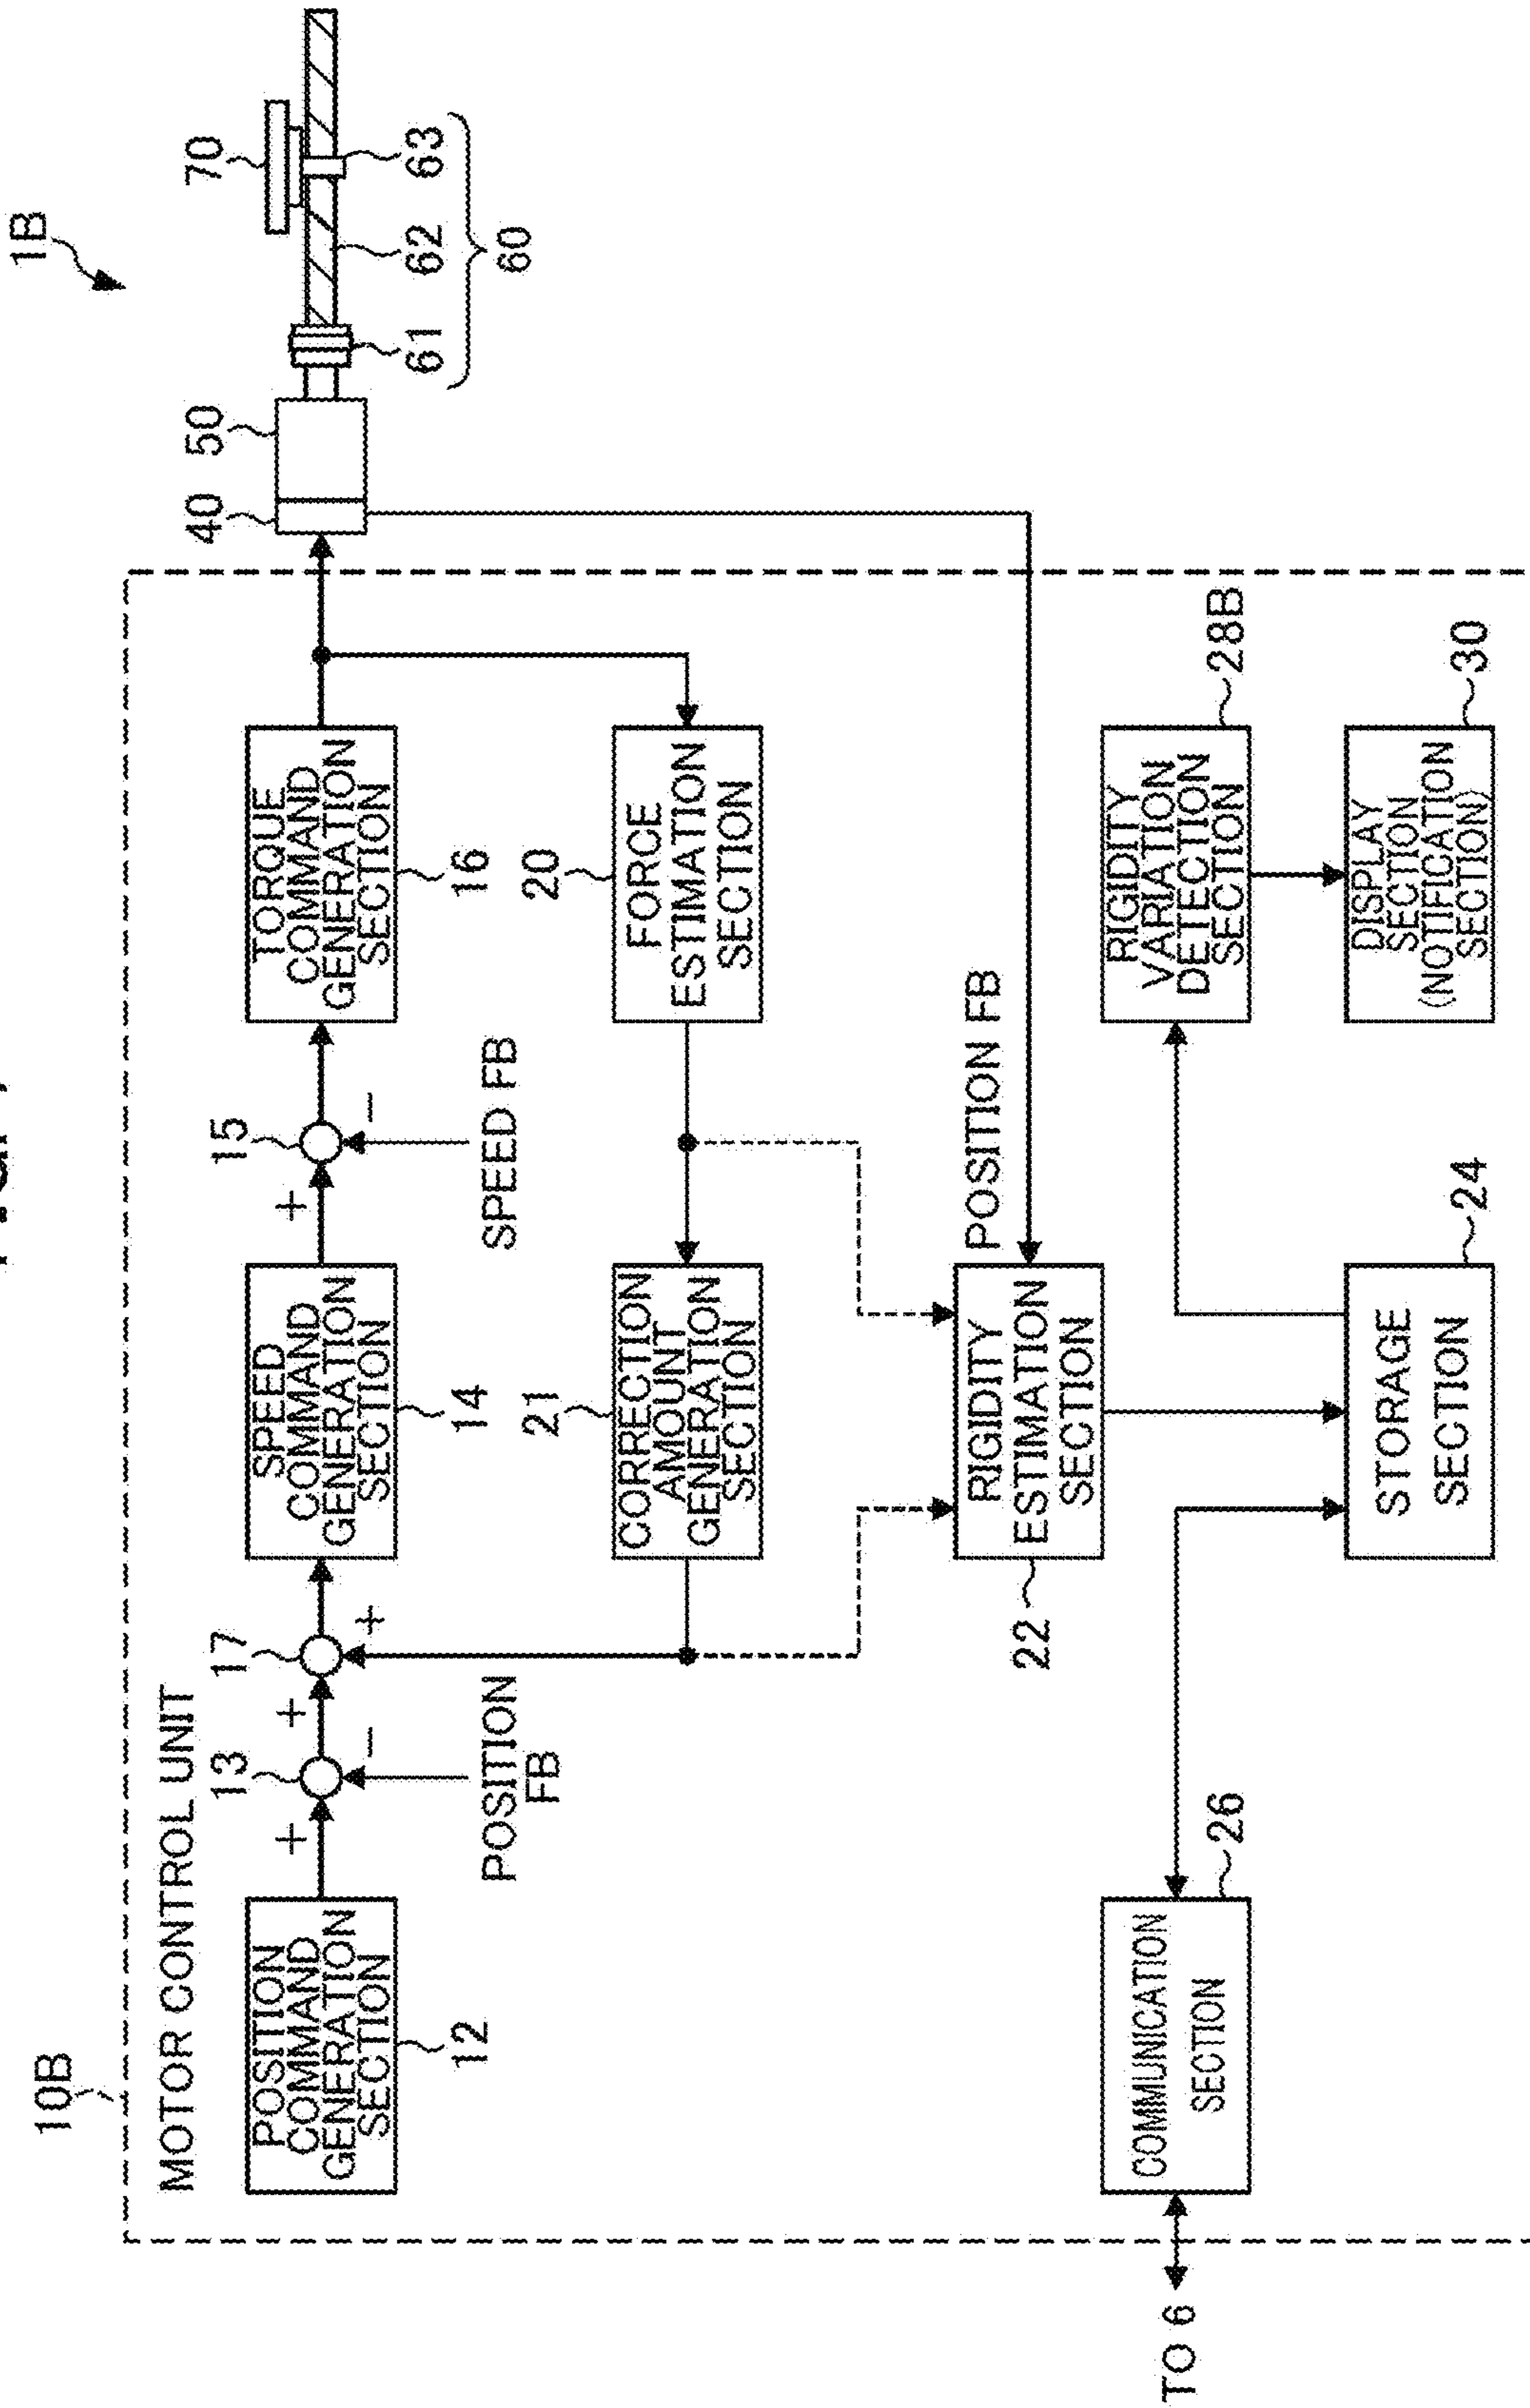 1B
10B
MOTOR CONTROL UNIT
POSITION
COMMAND
GENERATION
SECTION
12
+
13
−
POSITION
FB
+
17
+
SPEED
COMMAND
GENERATION
SECTION
14
+
15
−
SPEED FB
TORQUE
COMMAND
GENERATION
SECTION
16
40
50
61
62
63
60
70
CORRECTION
AMOUNT
GENERATION
SECTION
21
FORCE
ESTIMATION
SECTION
20
RIGIDITY
ESTIMATION
SECTION
22
POSITION FB
TO 6
COMMUNICATION
SECTION
26
RIGIDITY
VARIATION
DETECTION
SECTION
28B
STORAGE
SECTION
24
DISPLAY
SECTION
(NOTIFICATION
SECTION)
30